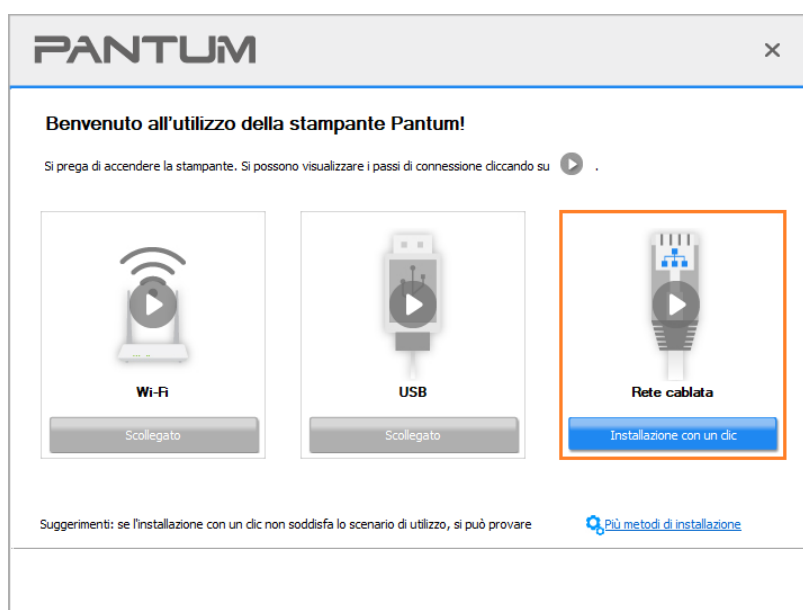 PANTUM
Benvenuto all'utilizzo della stampante Pantum!
Si prega di accendere la stampante. Si possono visualizzare i passi di connessione cliccando su .
Wi-Fi
USB
Rete cablata
Scollegato
Scollegato
Installazione con un clic
Suggerimenti: se l'installazione con un clic non soddisfa lo scenario di utilizzo, si può provare
Più metodi di installazione